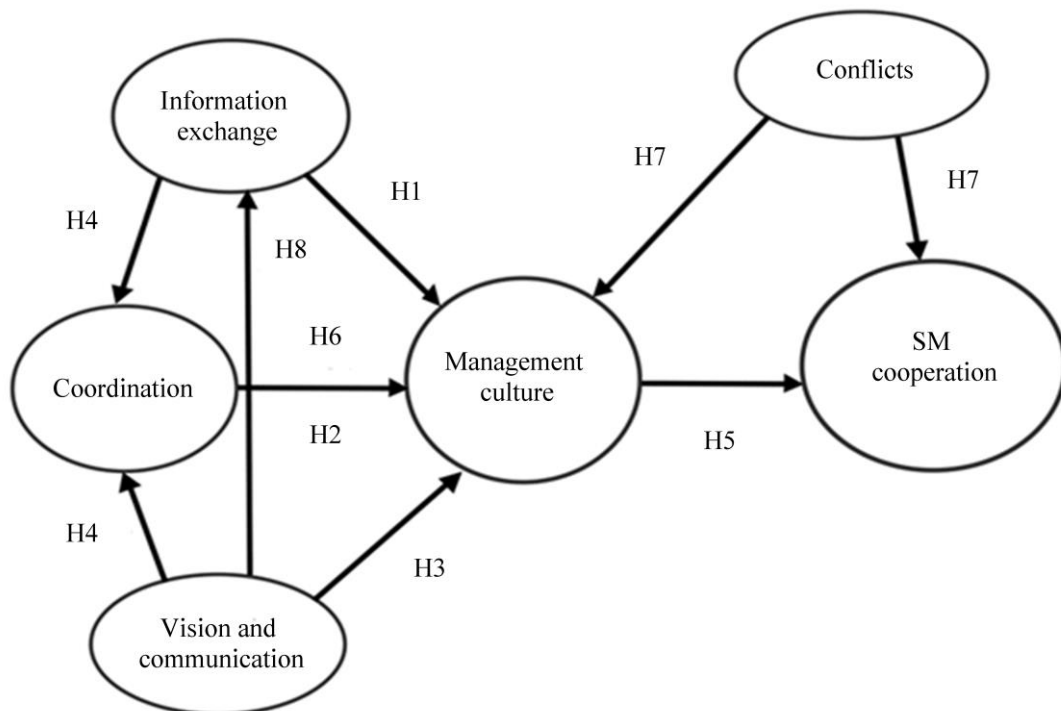 Conflicts
Information
exchange
H7
H1
H7
H4
H8
H6
SM
cooperation
Management
culture
Coordination
H2
H5
H4
H3
Vision and
communication